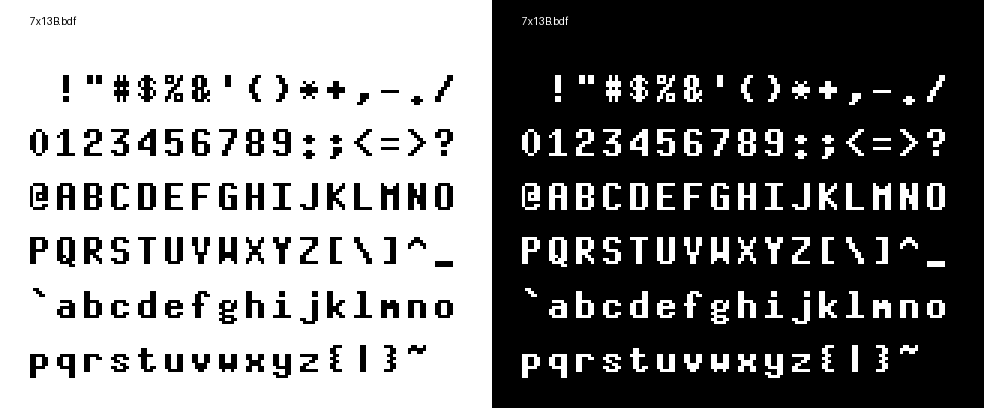 7x13B.bdf
!"#$%&'()*+,-./
0123456789:;<=>?
@ABCDEFGHIJKLMNO
PQRSTUVWXYZ[\]^_
`abcdefghijklmno
pqrstuvwxyz{|}~
7x13B.bdf
!"#$%&'()*+,-./
0123456789:;<=>?
@ABCDEFGHIJKLMNO
PQRSTUVWXYZ[\]^_
`abcdefghijklmno
pqrstuvwxyz{|}~